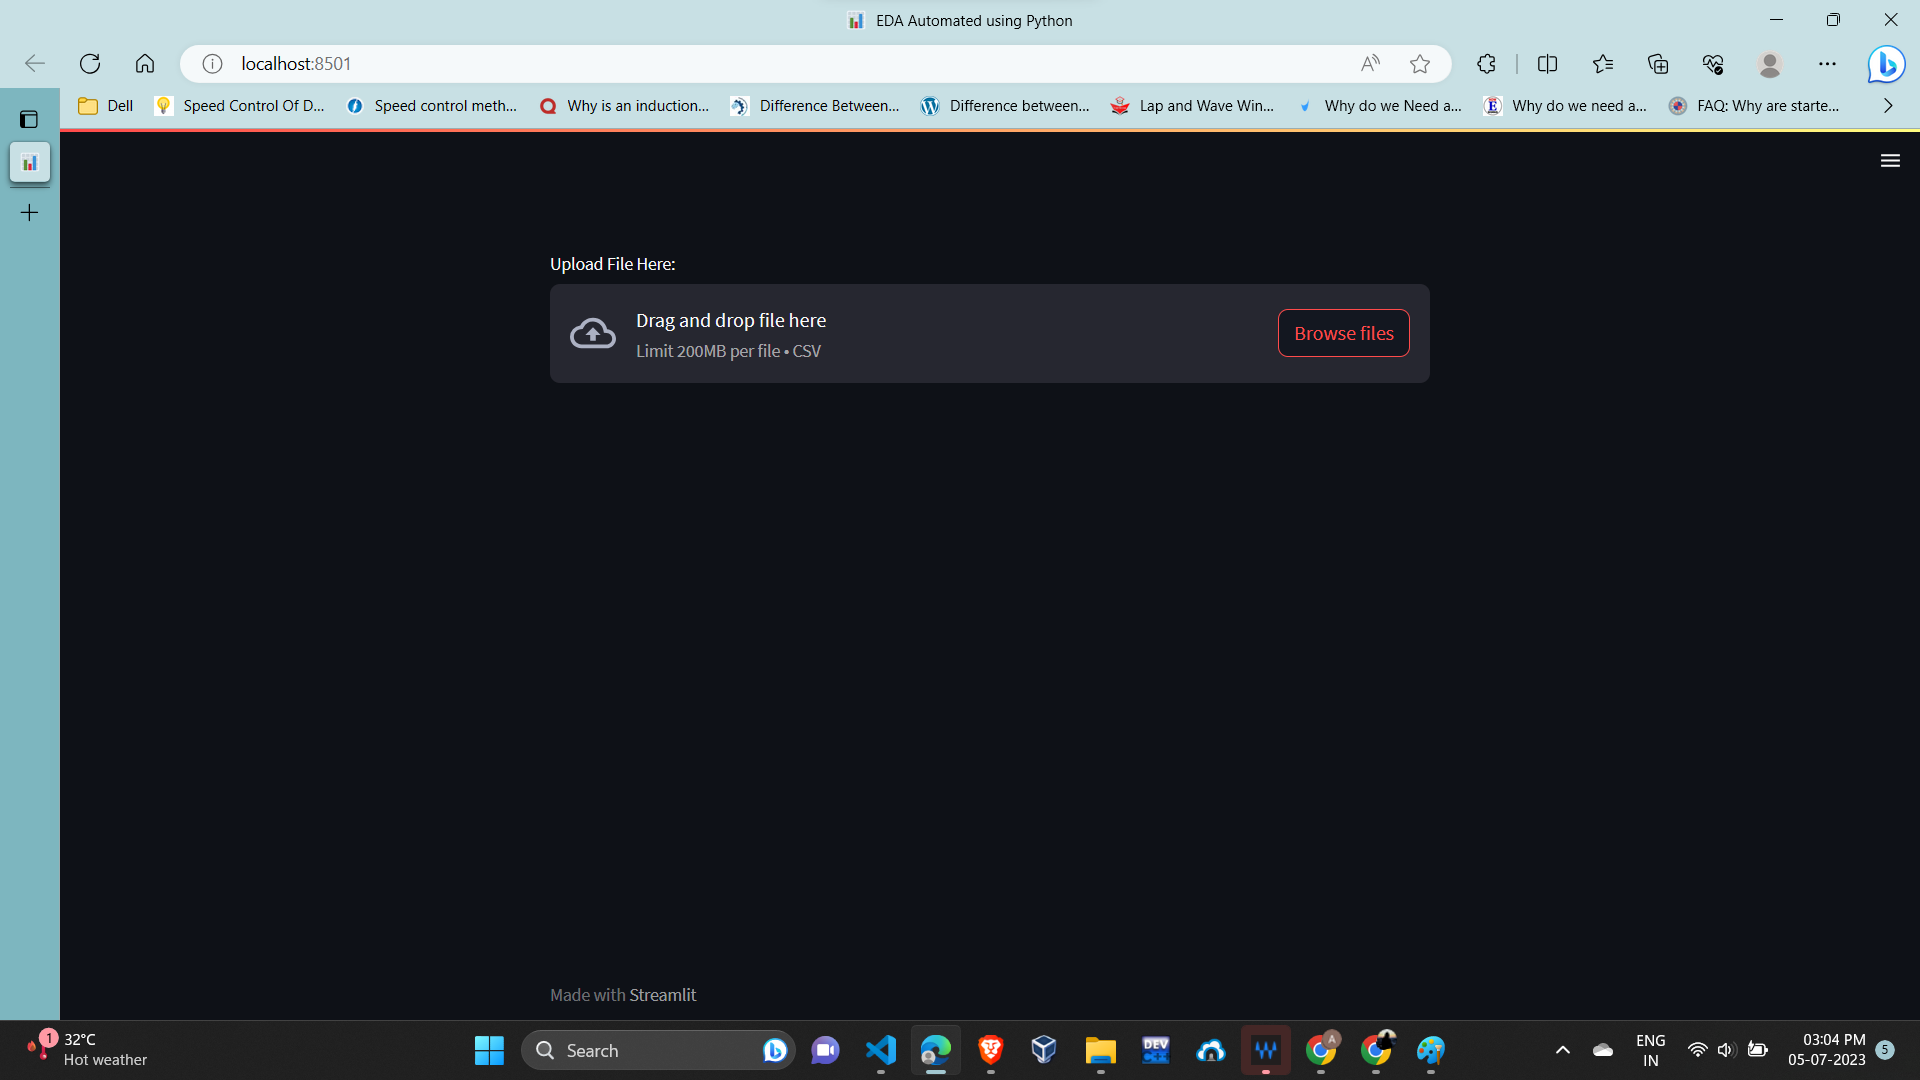 EDA Automated using Python
localhost:8501
Dell
Speed Control Of D...
Speed control meth...
Why is an induction...
Difference Between...
Difference between...
Lap and Wave Win...
Why do we Need a...
Why do we need a...
FAQ: Why are starte...
Upload File Here:
Drag and drop file here
Limit 200MB per file • CSV
Browse files
Made with Streamlit
1
32°C
Hot weather
Search
DEV
A
ENG
IN
03:04 PM
05-07-2023
5